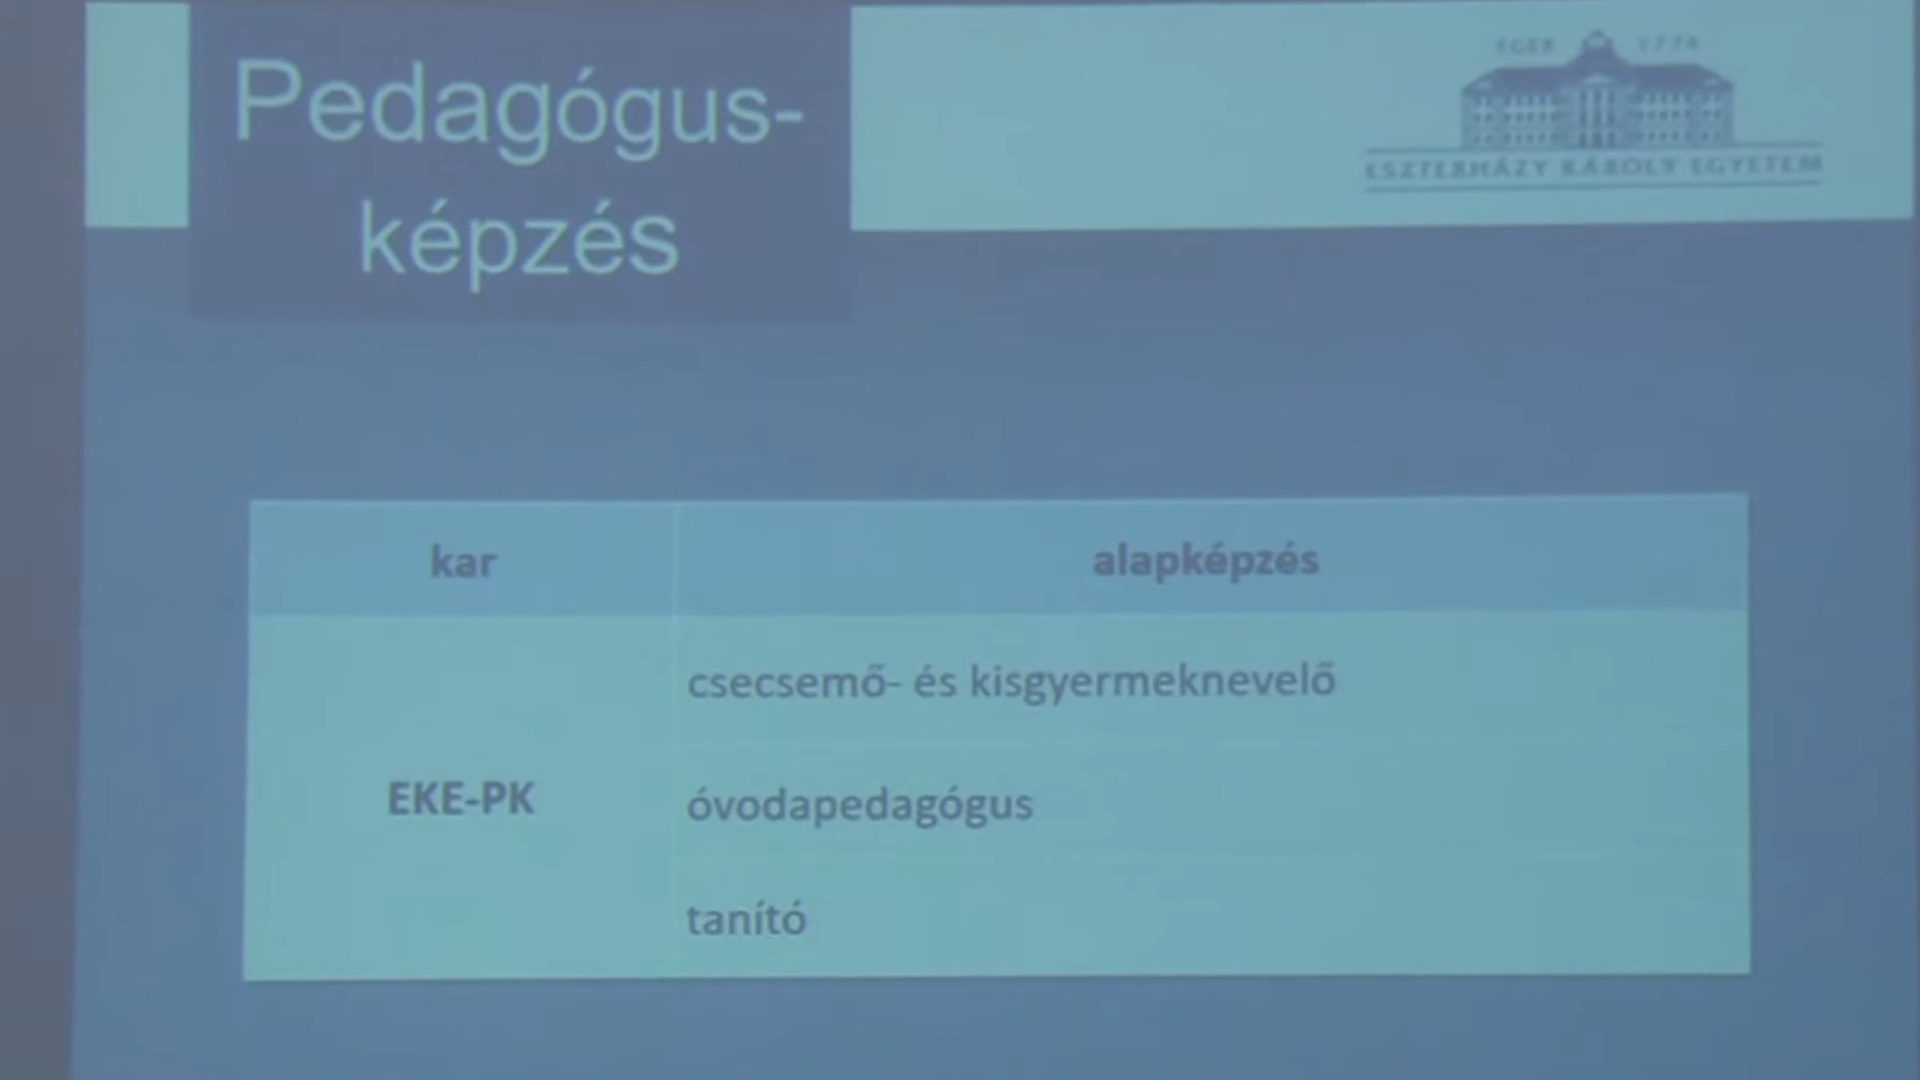 Pedagógus-
képzés
EGER 1774
ESZTERHÁZY KÁROLY EGYETEM
kar
alapképzés
csecsemő- és kisgyermeknevelő
EKE-PK
óvodapedagógus
tanító